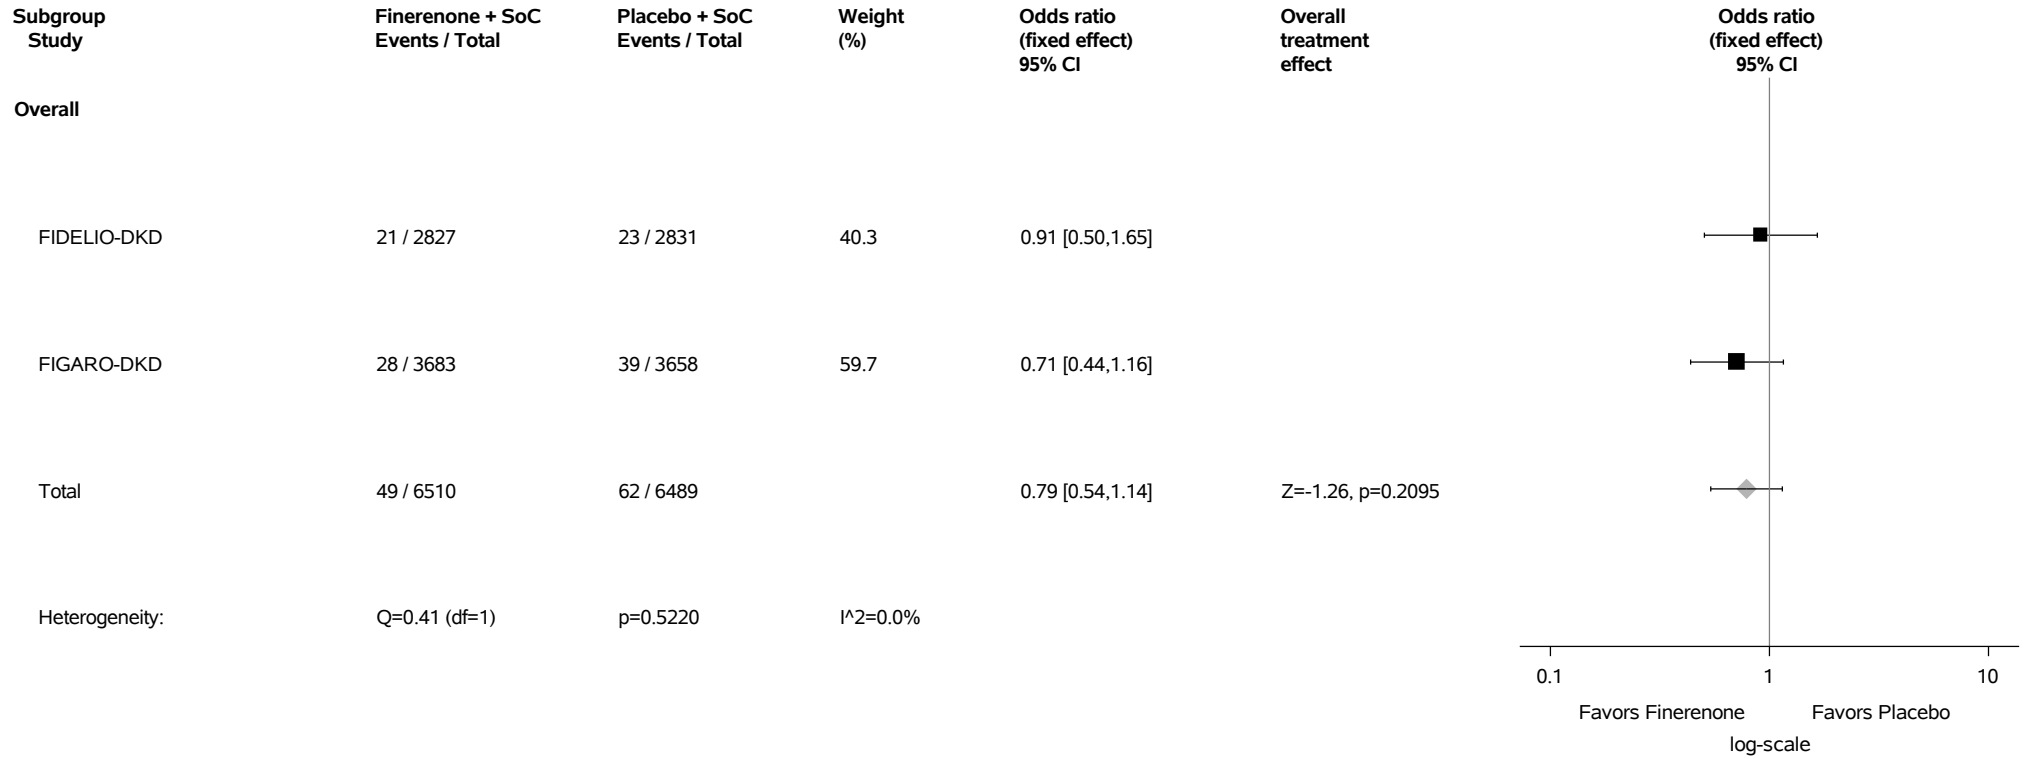 Subgroup Finerenone + SoC Placebo + SoC Weight Odds ratio Overall Odds ratio
Study Events / Total Events / Total (%) (fixed effect) treatment (fixed effect)
95% CI effect 95% CI
Overall
FIDELIO-DKD 21 / 2827 23 / 2831 40.3 0.91 [0.50,1.65]
FIGARO-DKD 28 / 3683 39 / 3658 59.7 0.71 [0.44,1.16]
Total 49 / 6510 62 / 6489 0.79 [0.54,1.14] Z=-1.26, p=0.2095
Heterogeneity: Q=0.41 (df=1) p=0.5220 I^2=0.0%
0.1 1 10
Favors Finerenone Favors Placebo
log-scale